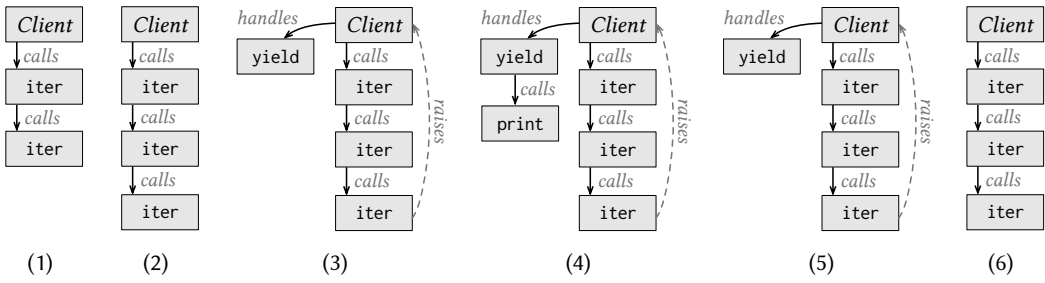 Client
calls
iter
calls
iter
(1)
Client
calls
iter
calls
iter
calls
iter
(2)
handles
Client
yield
calls
iter
calls
iter
calls
iter
raises
(3)
handles
Client
yield
calls
calls
iter
print
calls
iter
calls
iter
raises
(4)
handles
Client
yield
calls
iter
calls
iter
calls
iter
raises
(5)
Client
calls
iter
calls
iter
calls
iter
(6)